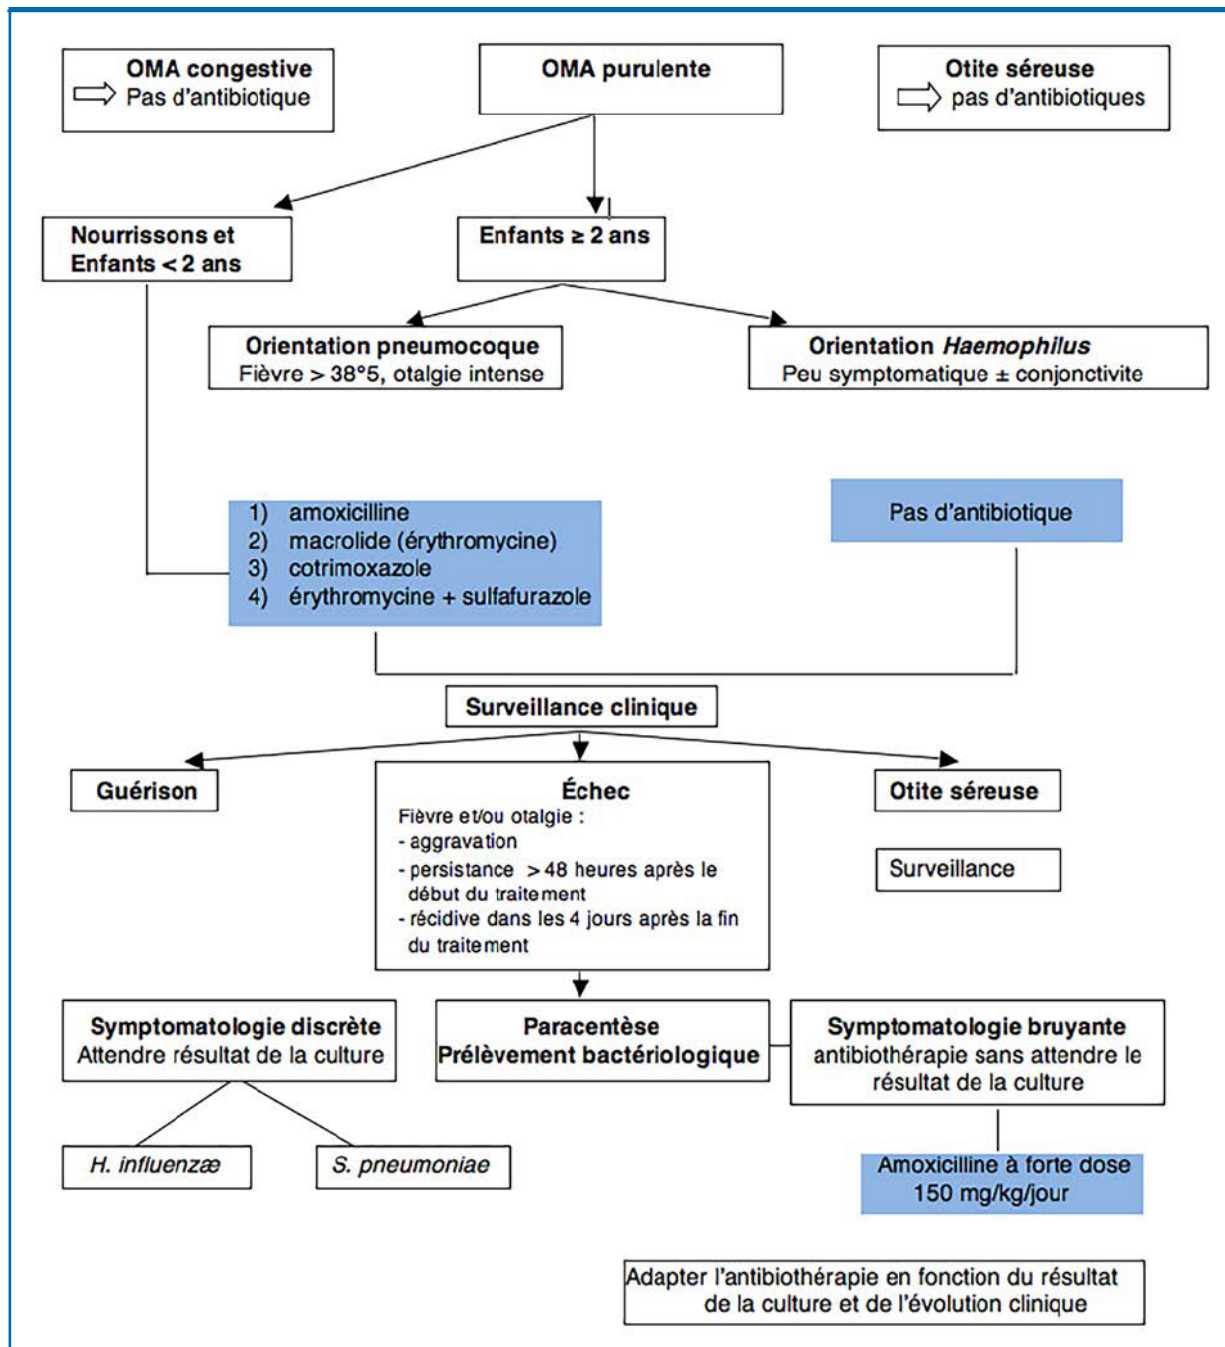 OMA congestive
Pas d'antibiotique
OMA purulente
Otite séreuse
pas d'antibiotiques
Nourrissons et
Enfants < 2 ans
Enfants ≥ 2 ans
Orientation pneumocoque
Fièvre > 38°5, otalgie intense
Orientation Haemophilus
Peu symptomatique ± conjonctivite
1) amoxicilline
2) macrolide (érythromycine)
3) cotrimoxazole
4) érythromycine + sulfafurazole
Pas d'antibiotique
Surveillance clinique
Guérison
Échec
Fièvre et/ou otalgie :
- aggravation
- persistance > 48 heures après le
début du traitement
- récidive dans les 4 jours après la fin
du traitement
Otite séreuse
Surveillance
Symptomatologie discrète
Attendre résultat de la culture
Paracentèse
Prélèvement bactériologique
Symptomatologie bruyante
antibiothérapie sans attendre le
résultat de la culture
H. influenzæ
S. pneumoniae
Amoxicilline à forte dose
150 mg/kg/jour
Adapter l'antibiothérapie en fonction du résultat
de la culture et de l'évolution clinique